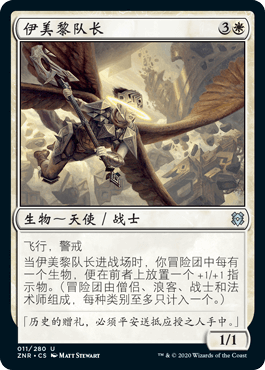 伊美黎队长 3
生物～天使／战士
飞行，警戒
当伊美黎队长进战场时，你冒险团中每有
一个生物，便在前者上放置一个+1/+1指
示物。（冒险团由僧侣、浪客、战士和法
术师组成，每种类别至多只计入一个。）
「历史的赠礼，必须平安送抵应授之人手中。」
1/1
011/280 U
ZNR • CS MATT STEWART ™ & © 2020 Wizards of the Coast